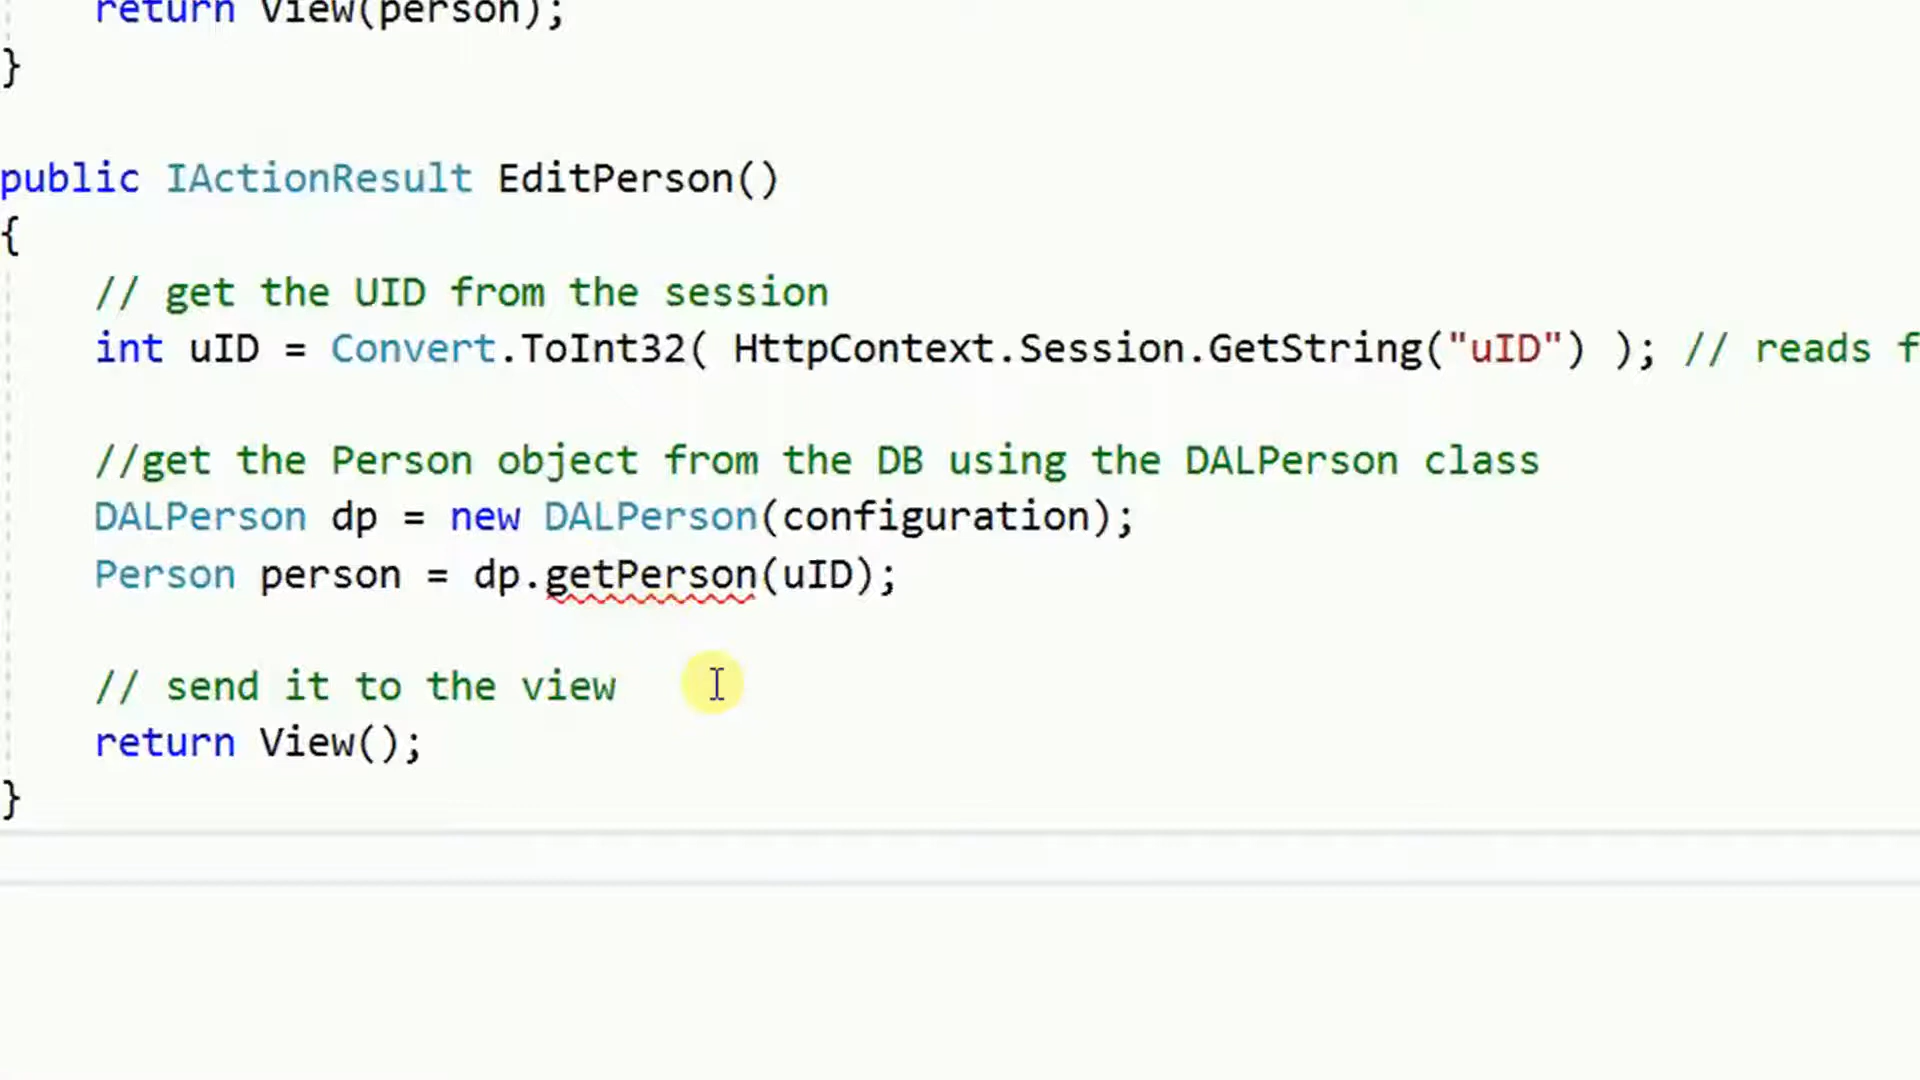 return View(person);
}
public IActionResult EditPerson()
{
// get the UID from the session
int uID = Convert.ToInt32( HttpContext.Session.GetString("uID") ); // reads f
//get the Person object from the DB using the DALPerson class
DALPerson dp = new DALPerson(configuration);
Person person = dp.getPerson(uID);
// send it to the view
return View();
}